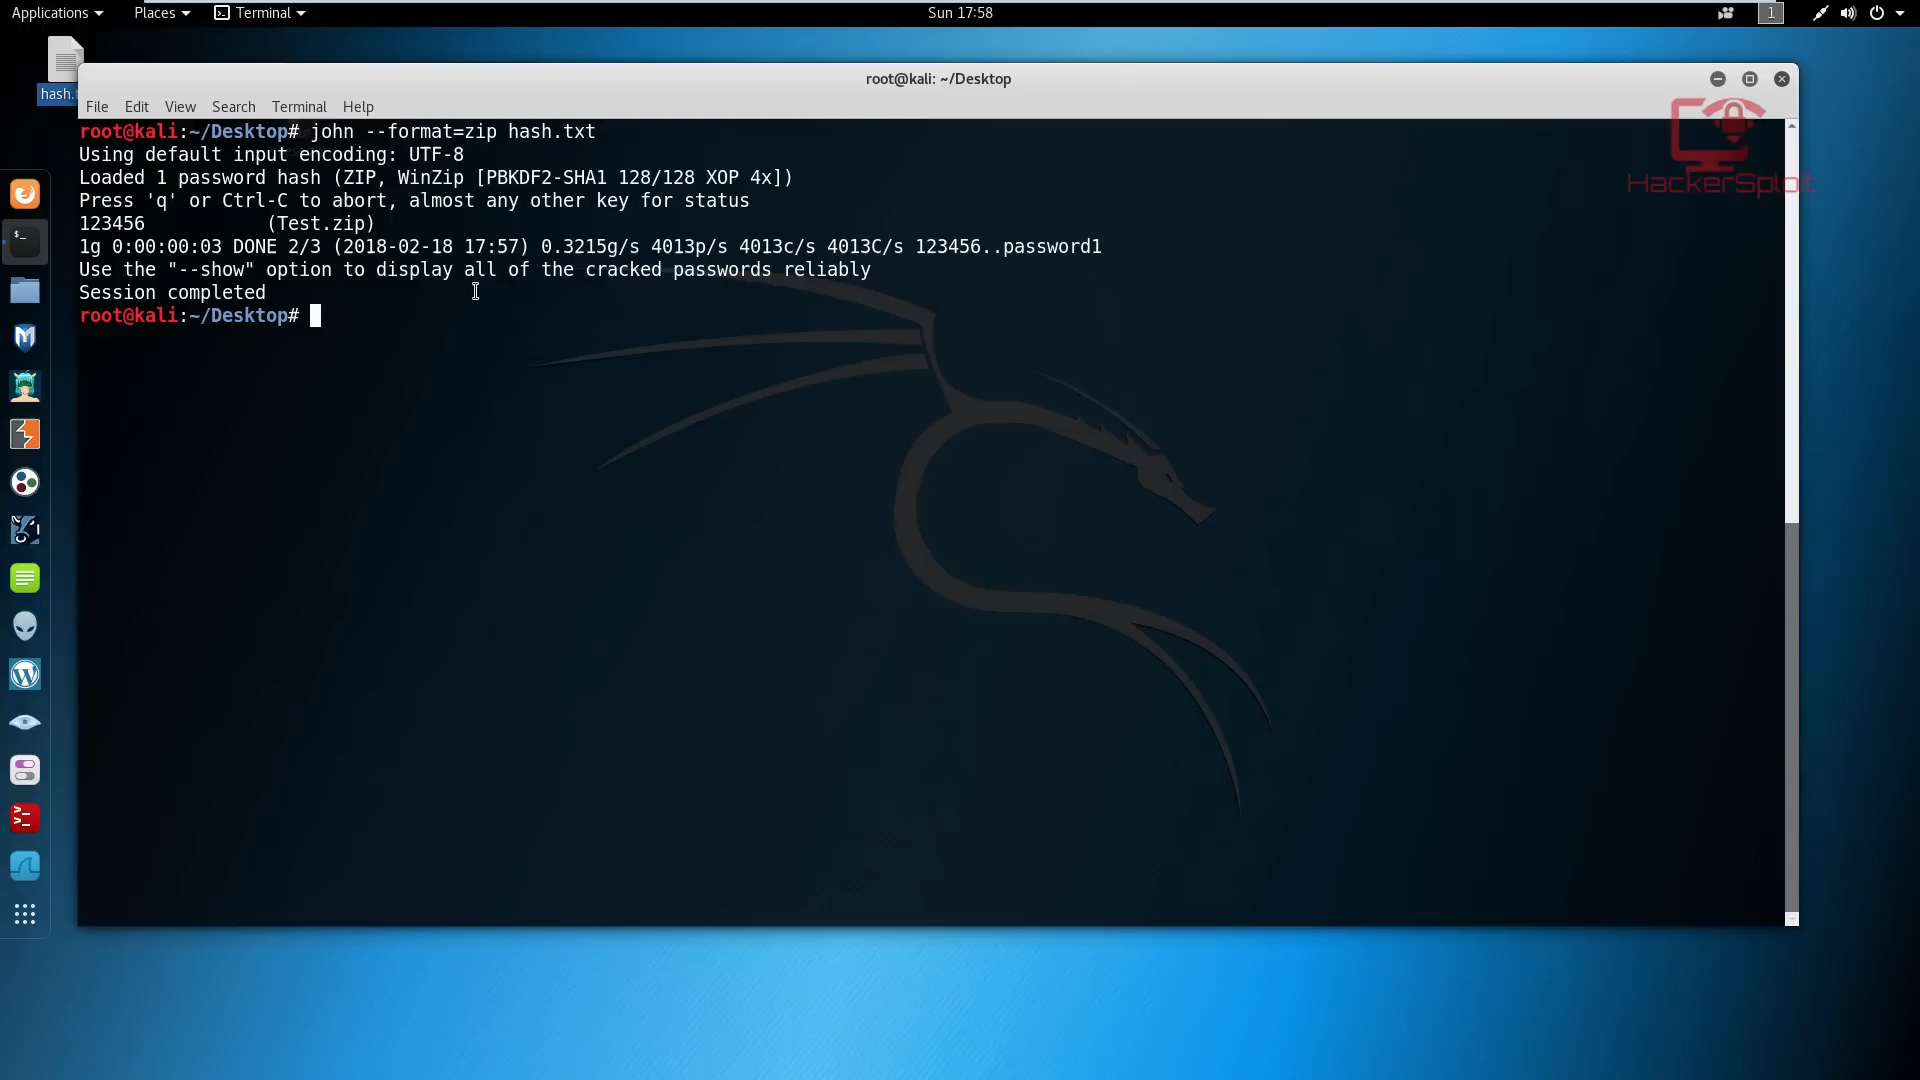 Applications Places Terminal Sun 17:58 1
root@kali: ~/Desktop
hash.t
File Edit View Search Terminal Help
root@kali:~/Desktop# john --format=zip hash.txt
Using default input encoding: UTF-8
Loaded 1 password hash (ZIP, WinZip [PBKDF2-SHA1 128/128 XOP 4x])
Press 'q' or Ctrl-C to abort, almost any other key for status
123456 (Test.zip)
1g 0:00:00:03 DONE 2/3 (2018-02-18 17:57) 0.3215g/s 4013p/s 4013c/s 4013C/s 123456..password1
Use the "--show" option to display all of the cracked passwords reliably
Session completed
root@kali:~/Desktop#
HackerSploit